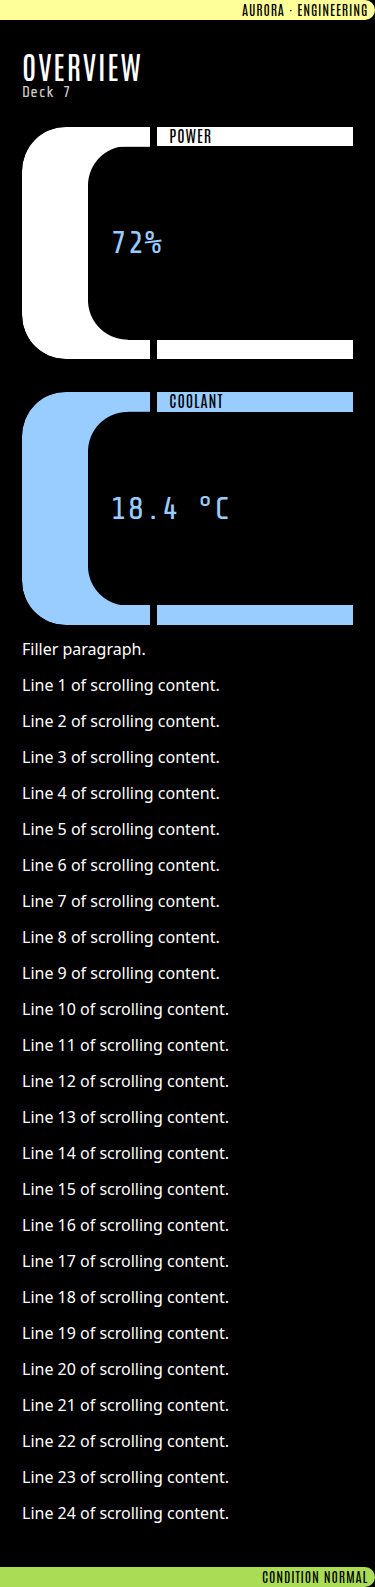 AURORA · ENGINEERING
OVERVIEW
Deck 7
POWER
72%
COOLANT
18.4 °C
Filler paragraph.
Line 1 of scrolling content.
Line 2 of scrolling content.
Line 3 of scrolling content.
Line 4 of scrolling content.
Line 5 of scrolling content.
Line 6 of scrolling content.
Line 7 of scrolling content.
Line 8 of scrolling content.
Line 9 of scrolling content.
Line 10 of scrolling content.
Line 11 of scrolling content.
Line 12 of scrolling content.
Line 13 of scrolling content.
Line 14 of scrolling content.
Line 15 of scrolling content.
Line 16 of scrolling content.
Line 17 of scrolling content.
Line 18 of scrolling content.
Line 19 of scrolling content.
Line 20 of scrolling content.
Line 21 of scrolling content.
Line 22 of scrolling content.
Line 23 of scrolling content.
Line 24 of scrolling content.
CONDITION NORMAL